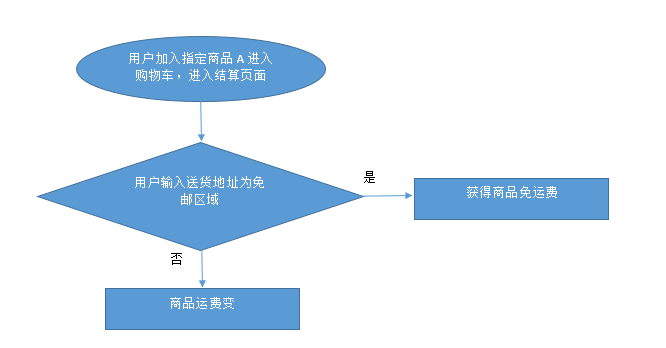 用户加入指定商品 A 进入
购物车，进入结算页面
用户输入送货地址为免
邮区域
是
获得商品免运费
否
商品运费变